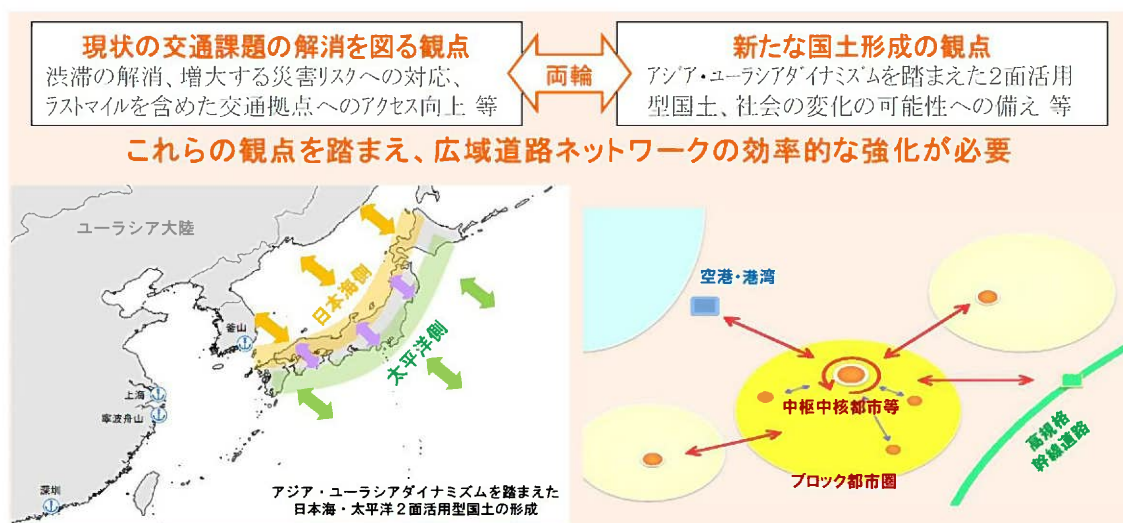 現状の交通課題の解消を図る観点
渋滞の解消、増大する災害リスクへの対応、
ラストマイルを含めた交通拠点へのアクセス向上 等
両輪
新たな国土形成の観点
アジア・ユーラシアダイナミズムを踏まえた2面活用
型国土、社会の変化の可能性への備え 等
これらの観点を踏まえ、広域道路ネットワークの効率的な強化が必要
ユーラシア大陸
日本海側
太平洋側
釜山
上海
寧波舟山
深圳
アジア・ユーラシアダイナミズムを踏まえた
日本海・太平洋2面活用型国土の形成
空港・港湾
中枢中核都市等
ブロック都市圏
高規格
幹線道路